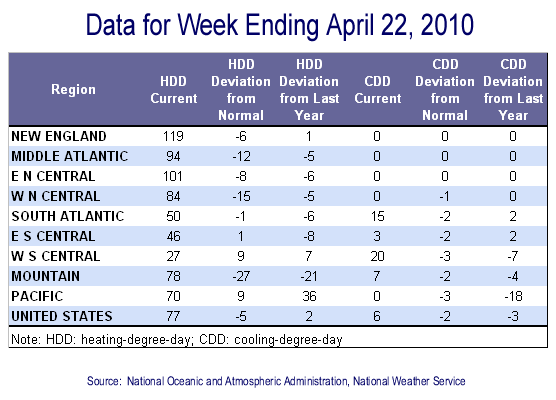 Data for Week Ending April 22, 2010
Region HDD Current HDD Deviation from Normal HDD Deviation from Last Year CDD Current CDD Deviation from Normal CDD Deviation from Last Year
NEW ENGLAND 119 -6 1 0 0 0
MIDDLE ATLANTIC 94 -12 -5 0 0 0
E N CENTRAL 101 -8 -6 0 0 0
W N CENTRAL 84 -15 -5 0 -1 0
SOUTH ATLANTIC 50 -1 -6 15 -2 2
E S CENTRAL 46 1 -8 3 -2 2
W S CENTRAL 27 9 7 20 -3 -7
MOUNTAIN 78 -27 -21 7 -2 -4
PACIFIC 70 9 36 0 -3 -18
UNITED STATES 77 -5 2 6 -2 -3
Note: HDD: heating-degree-day; CDD: cooling-degree-day
Source: National Oceanic and Atmospheric Administration, National Weather Service